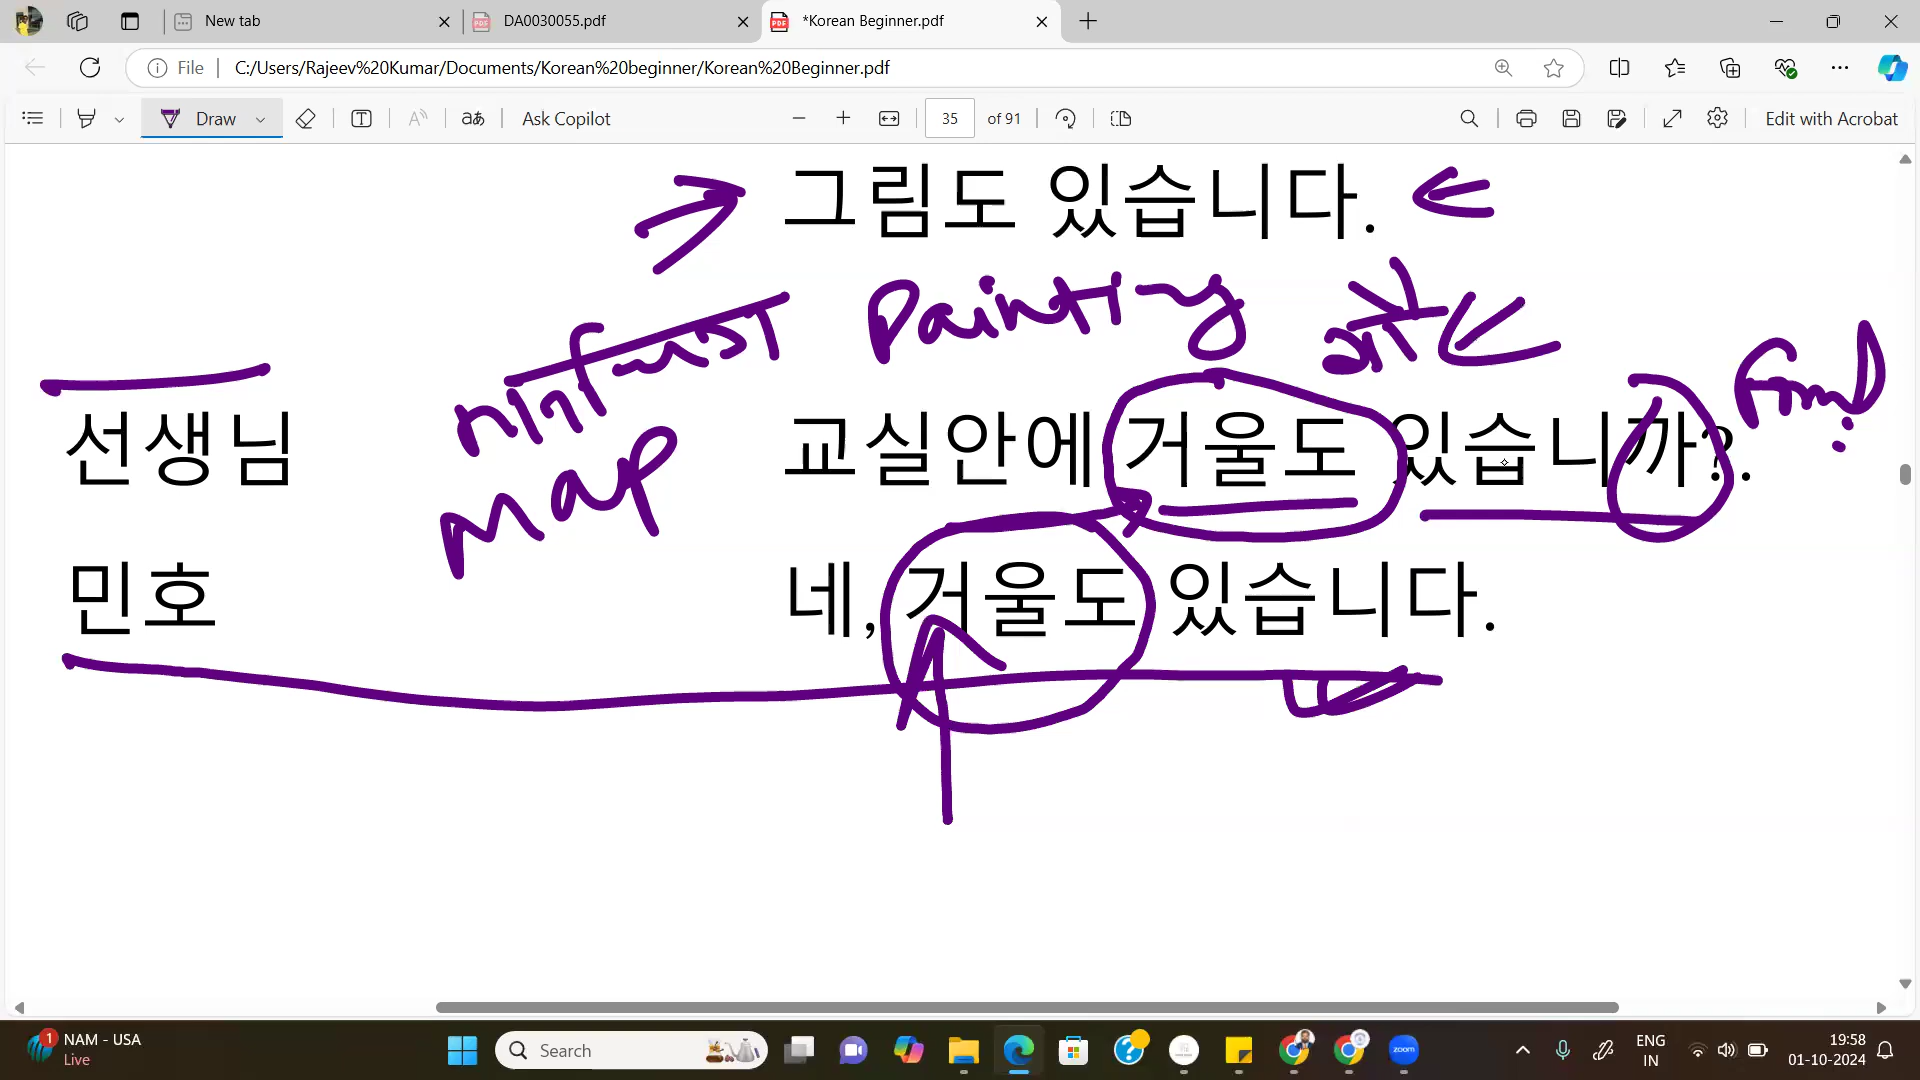 New tab
DA0030055.pdf
*Korean Beginner.pdf
File
C:/Users/Rajeev%20Kumar/Documents/Korean%20beginner/Korean%20Beginner.pdf
Draw
Ask Copilot
35 of 91
Edit with Acrobat
그림도 있습니다.
Painting
선생님
교실안에 거울도 있습니까?.
Map
민호
네, 거울도 있습니다.
1
NAM - USA
Live
Search
zoom
ENG
IN
19:58
01-10-2024